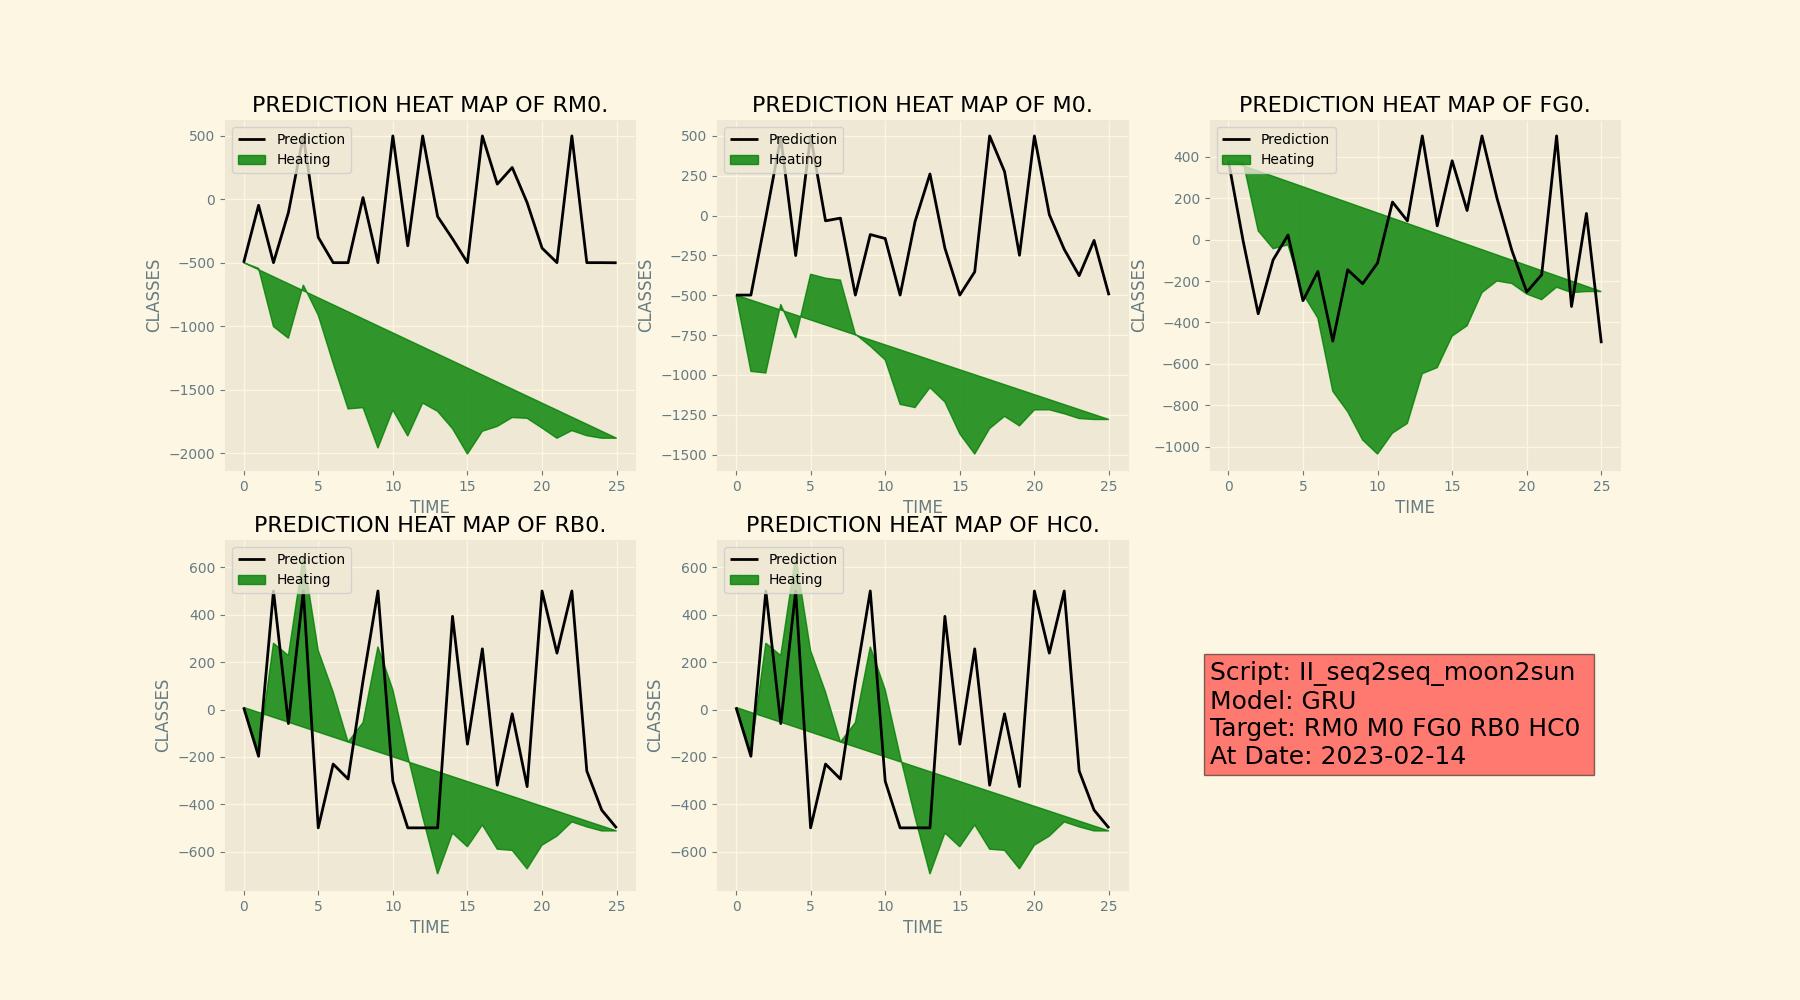 PREDICTION HEAT MAP OF RM0.
Prediction
Heating
500
0
−500
−1000
−1500
−2000
CLASSES
0 5 10 15 20 25
TIME
PREDICTION HEAT MAP OF M0.
Prediction
Heating
500
250
0
−250
−500
−750
−1000
−1250
−1500
CLASSES
0 5 10 15 20 25
TIME
PREDICTION HEAT MAP OF FG0.
Prediction
Heating
400
200
0
−200
−400
−600
−800
−1000
CLASSES
0 5 10 15 20 25
TIME
PREDICTION HEAT MAP OF RB0.
Prediction
Heating
600
400
200
0
−200
−400
−600
CLASSES
0 5 10 15 20 25
TIME
PREDICTION HEAT MAP OF HC0.
Prediction
Heating
600
400
200
0
−200
−400
−600
CLASSES
0 5 10 15 20 25
TIME
Script: II_seq2seq_moon2sun
Model: GRU
Target: RM0 M0 FG0 RB0 HC0
At Date: 2023-02-14